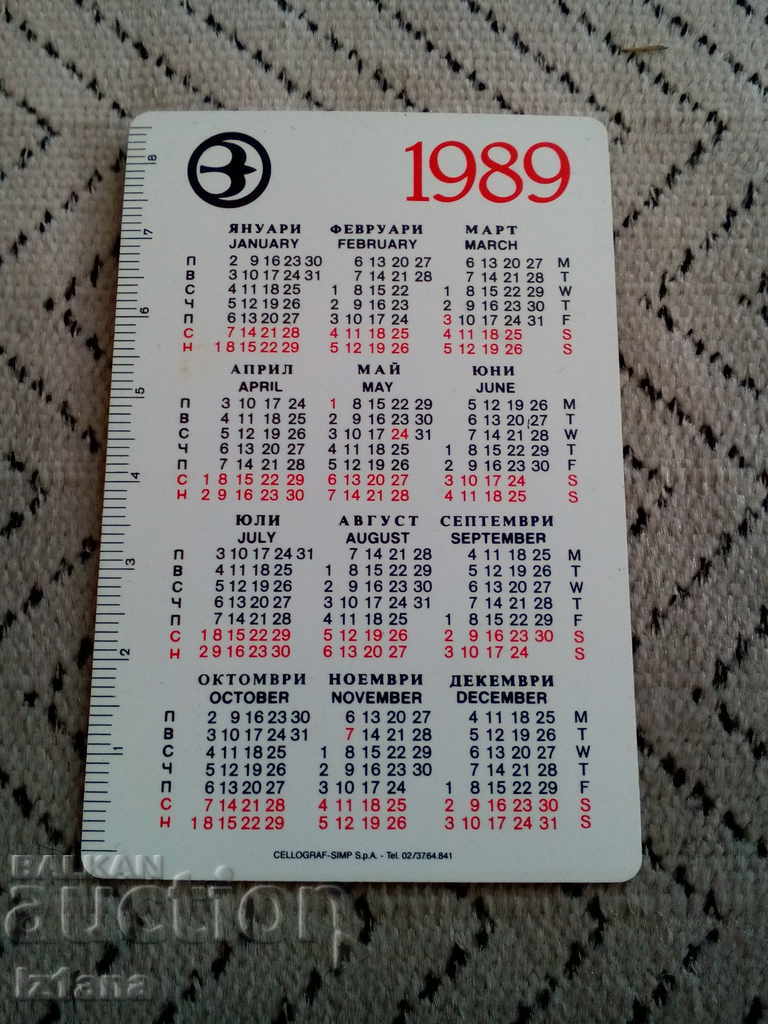 1989
ЯНУАРИ ФЕВРУАРИ МАРТ
JANUARY FEBRUARY MARCH
П 2 9 16 23 30 6 13 20 27 6 13 20 27 M
В 3 10 17 24 31 7 14 21 28 7 14 21 28 T
С 4 11 18 25 1 8 15 22 1 8 15 22 29 W
Ч 5 12 19 26 2 9 16 23 2 9 16 23 30 T
П 6 13 20 27 3 10 17 24 3 10 17 24 31 F
С 7 14 21 28 4 11 18 25 4 11 18 25 S
Н 1 8 15 22 29 5 12 19 26 5 12 19 26 S
АПРИЛ МАЙ ЮНИ
APRIL MAY JUNE
П 3 10 17 24 1 8 15 22 29 5 12 19 26 M
В 4 11 18 25 2 9 16 23 30 6 13 20 27 T
С 5 12 19 26 3 10 17 24 31 7 14 21 28 W
Ч 6 13 20 27 4 11 18 25 1 8 15 22 29 T
П 7 14 21 28 5 12 19 26 2 9 16 23 30 F
С 1 8 15 22 29 6 13 20 27 3 10 17 24 S
Н 2 9 16 23 30 7 14 21 28 4 11 18 25 S
ЮЛИ АВГУСТ СЕПТЕМВРИ
JULY AUGUST SEPTEMBER
П 3 10 17 24 31 7 14 21 28 4 11 18 25 M
В 4 11 18 25 1 8 15 22 29 5 12 19 26 T
С 5 12 19 26 2 9 16 23 30 6 13 20 27 W
Ч 6 13 20 27 3 10 17 24 31 7 14 21 28 T
П 7 14 21 28 4 11 18 25 1 8 15 22 29 F
С 1 8 15 22 29 5 12 19 26 2 9 16 23 30 S
Н 2 9 16 23 30 6 13 20 27 3 10 17 24 S
ОКТОМВРИ НОЕМВРИ ДЕКЕМВРИ
OCTOBER NOVEMBER DECEMBER
П 2 9 16 23 30 6 13 20 27 4 11 18 25 M
В 3 10 17 24 31 7 14 21 28 5 12 19 26 T
С 4 11 18 25 1 8 15 22 29 6 13 20 27 W
Ч 5 12 19 26 2 9 16 23 30 7 14 21 28 T
П 6 13 20 27 3 10 17 24 1 8 15 22 29 F
С 7 14 21 28 4 11 18 25 2 9 16 23 30 S
Н 1 8 15 22 29 5 12 19 26 3 10 17 24 31 S
CELLOGRAF-SIMP S.p.A. - Tel. 02/3764.841
8
7
6
5
4
3
2
1
BALKAN
auction
Iz1ana